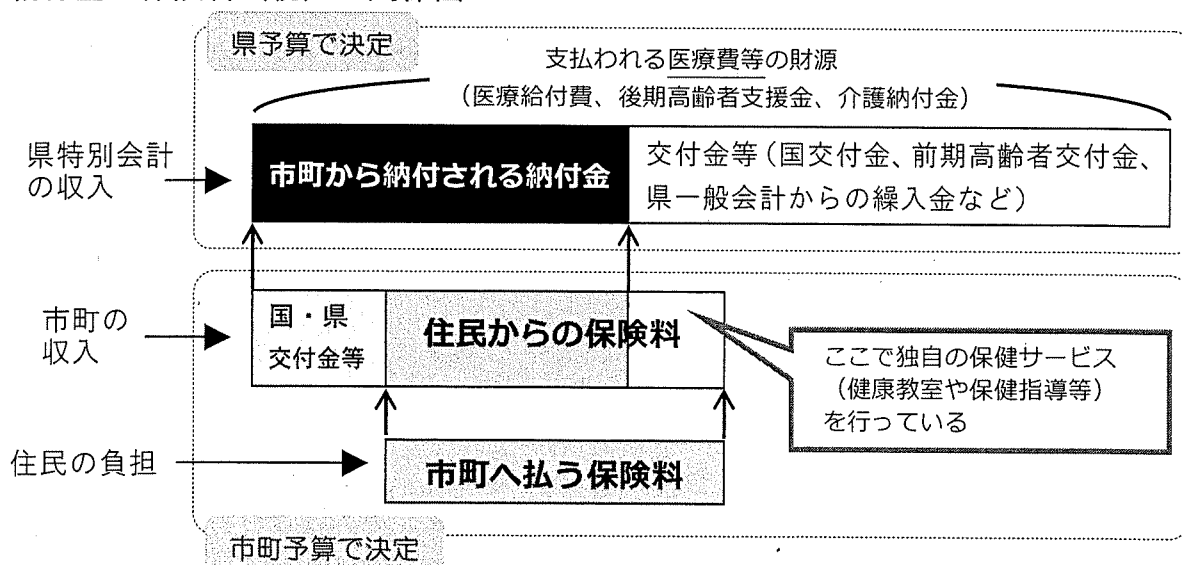 県予算で決定
支払われる医療費等の財源
（医療給付費、後期高齢者支援金、介護納付金）
県特別会計
の収入
市町から納付される納付金
交付金等（国交付金、前期高齢者交付金、
県一般会計からの繰入金など）
市町の
収入
国・県
交付金等
住民からの保険料
ここで独自の保健サービス
（健康教室や保健指導等）
を行っている
住民の負担
市町へ払う保険料
市町予算で決定